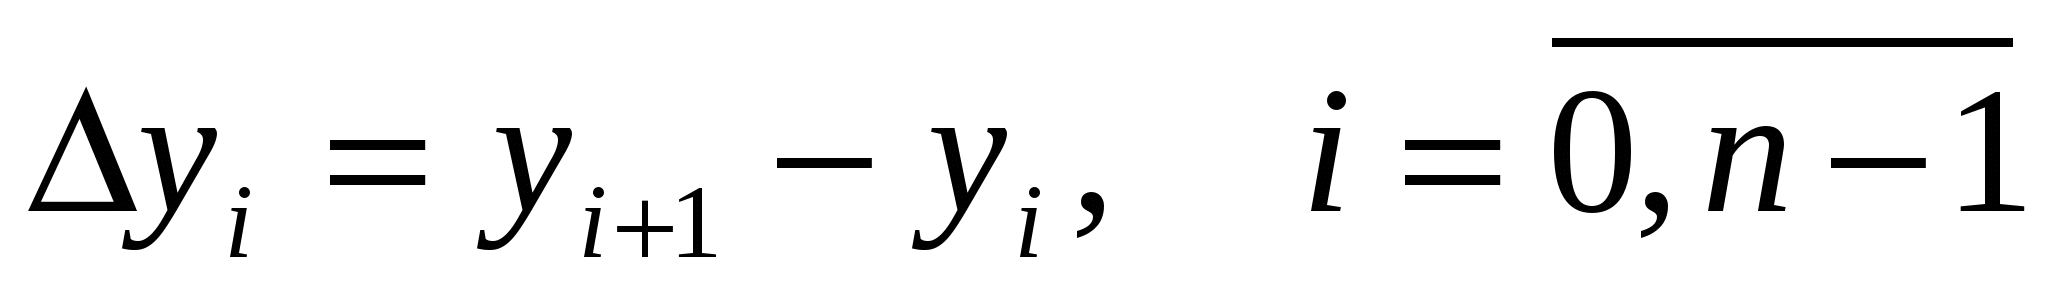 Δy_i = y_{i+1} − y_i ,   i = \overline{0, n − 1}